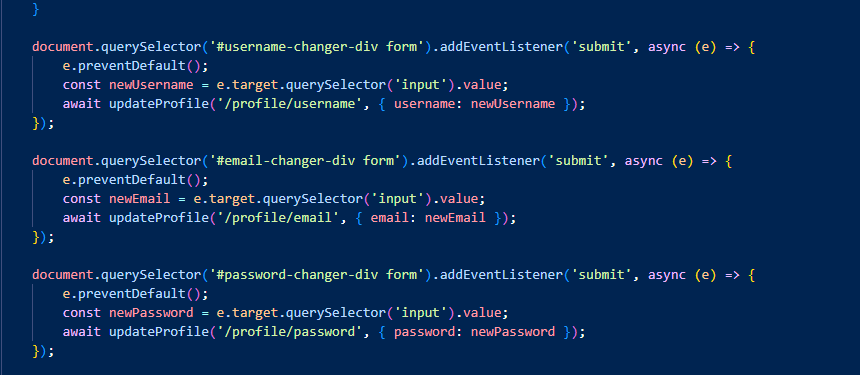 }
document.querySelector('#username-changer-div form').addEventListener('submit', async (e) => {
    e.preventDefault();
    const newUsername = e.target.querySelector('input').value;
    await updateProfile('/profile/username', { username: newUsername });
});
document.querySelector('#email-changer-div form').addEventListener('submit', async (e) => {
    e.preventDefault();
    const newEmail = e.target.querySelector('input').value;
    await updateProfile('/profile/email', { email: newEmail });
});
document.querySelector('#password-changer-div form').addEventListener('submit', async (e) => {
    e.preventDefault();
    const newPassword = e.target.querySelector('input').value;
    await updateProfile('/profile/password', { password: newPassword });
});